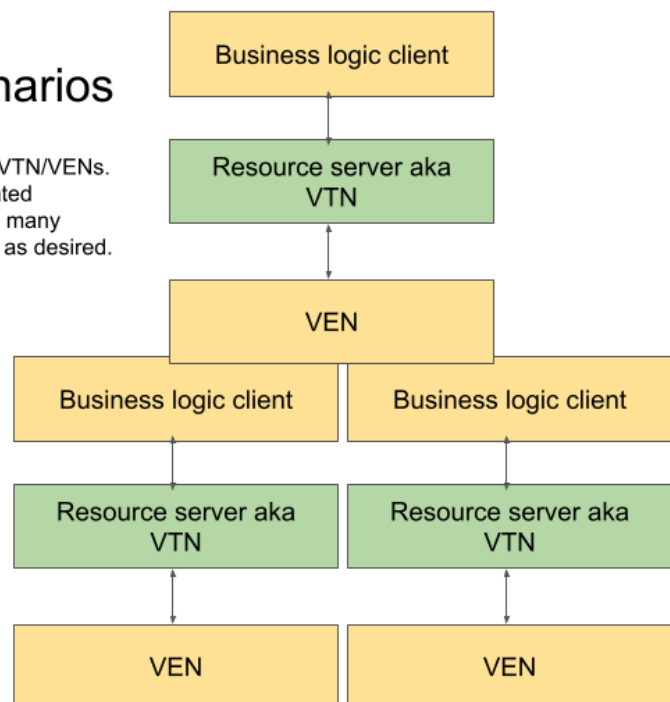 narios
VTN/VENs.
ted
many
as desired.
Business logic client
Resource server aka
VTN
VEN
Business logic client
Business logic client
Resource server aka
VTN
Resource server aka
VTN
VEN
VEN